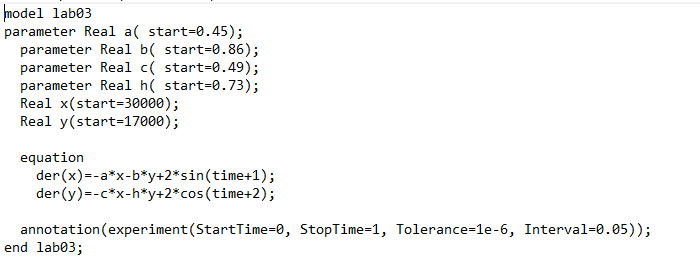 model lab03
parameter Real a( start=0.45);
  parameter Real b( start=0.86);
  parameter Real c( start=0.49);
  parameter Real h( start=0.73);
  Real x(start=30000);
  Real y(start=17000);

  equation
    der(x)=-a*x-b*y+2*sin(time+1);
    der(y)=-c*x-h*y+2*cos(time+2);

  annotation(experiment(StartTime=0, StopTime=1, Tolerance=1e-6, Interval=0.05));
end lab03;